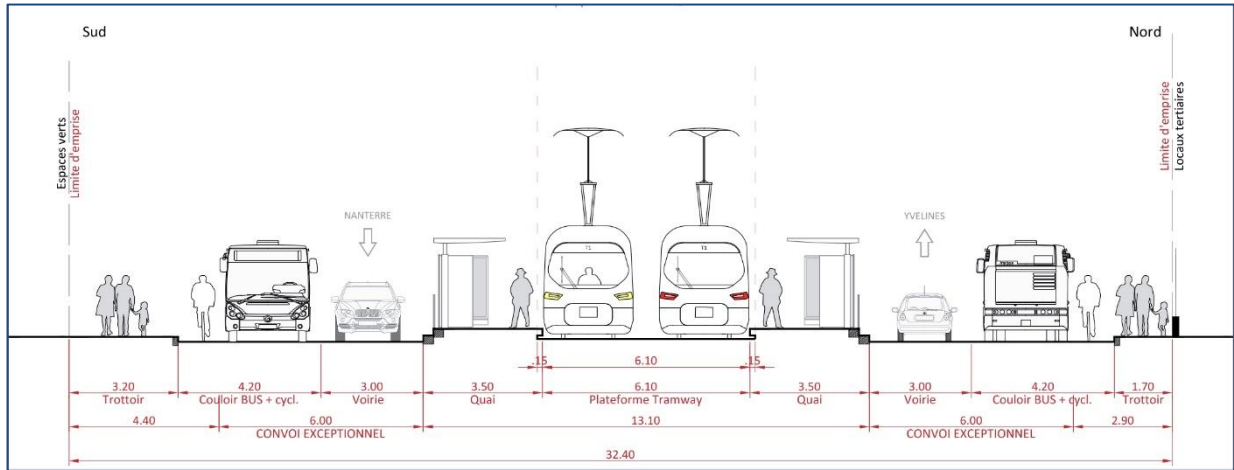 Sud
Nord
Espaces verts
Limite d'emprise
Limite d'emprise
Locaux tertiaires
NANTERRE
YVELINES
T1
T1
.15
6.10
.15
3.20
4.20
3.00
3.50
6.10
3.50
3.00
4.20
1.70
Trottoir
Couloir BUS + cycl.
Voirie
Quai
Plateforme Tramway
Quai
Voirie
Couloir BUS + cycl.
Trottoir
4.40
6.00
13.10
6.00
2.90
CONVOI EXCEPTIONNEL
CONVOI EXCEPTIONNEL
32.40